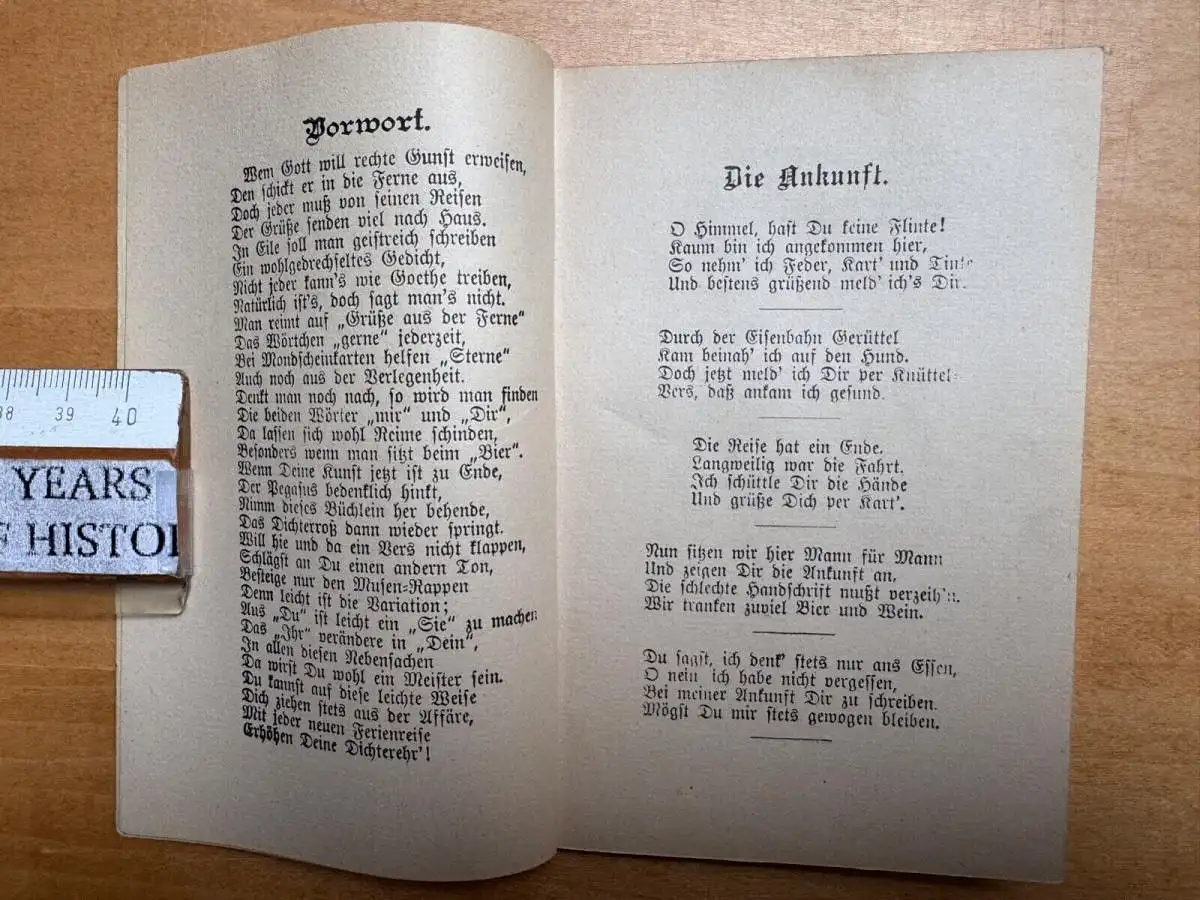 Vorwort.
Wem Gott will rechte Gunst erweisen,
Den schickt er in die Ferne aus,
Doch jeder muß von seinen Reisen
Der Grüße senden viel nach Haus.
In Eile soll man geistreich schreiben
Ein wohlgedrechseltes Gedicht,
Nicht jeder kann's wie Goethe treiben,
Natürlich ist's, doch sagt man's nicht.
Man reimt auf „Grüße aus der Ferne“
Das Wörtchen „gerne“ jederzeit,
Bei Mondscheinkarten helfen „Sterne“
Auch noch aus der Verlegenheit.
Denkt man noch nach, so wird man finden
Die beiden Wörter „mir“ und „Dir“,
Da lassen sich wohl Reime schinden,
Besonders wenn man sitzt beim „Bier“.
Wenn Deine Kunst jetzt ist zu Ende,
Der Pegasus bedenklich hinkt,
Nimm dieses Büchlein her behende,
Das Dichterroß dann wieder springt.
Will hie und da ein Vers nicht klappen,
Schlägst an Du einen andern Ton,
Besteige nur den Musen-Rappen
Denn leicht ist die Variation;
Aus „Du“ ist leicht ein „Sie“ zu machen
Das „Ihr“ verändere in „Dein“,
In allen diesen Nebensachen
Da wirst Du wohl ein Meister sein.
Du kannst auf diese leichte Weise
Dich ziehen stets aus der Affäre,
Mit jeder neuen Ferienreise
Erhöhen Deine Dichterehr'!
38 39 40
YEARS
F HISTOI
Die Ankunft.
O Himmel, hast Du keine Flinte!
Kaum bin ich angekommen hier,
So nehm' ich Feder, Kart' und Tinte
Und bestens grüßend meld' ich's Dir.
Durch der Eisenbahn Gerüttel
Kam beinah' ich auf den Hund.
Doch jetzt meld' ich Dir per Knüttel-
Vers, daß ankam ich gesund.
Die Reise hat ein Ende.
Langweilig war die Fahrt.
Ich schüttle Dir die Hände
Und grüße Dich per Kart'.
Nun sitzen wir hier Mann für Mann
Und zeigen Dir die Ankunft an,
Die schlechte Handschrift mußt verzeih'n.
Wir tranken zuviel Bier und Wein.
Du sagst, ich denk' stets nur ans Essen,
O nein, ich habe nicht vergessen,
Bei meiner Ankunft Dir zu schreiben.
Mögst Du mir stets gewogen bleiben.